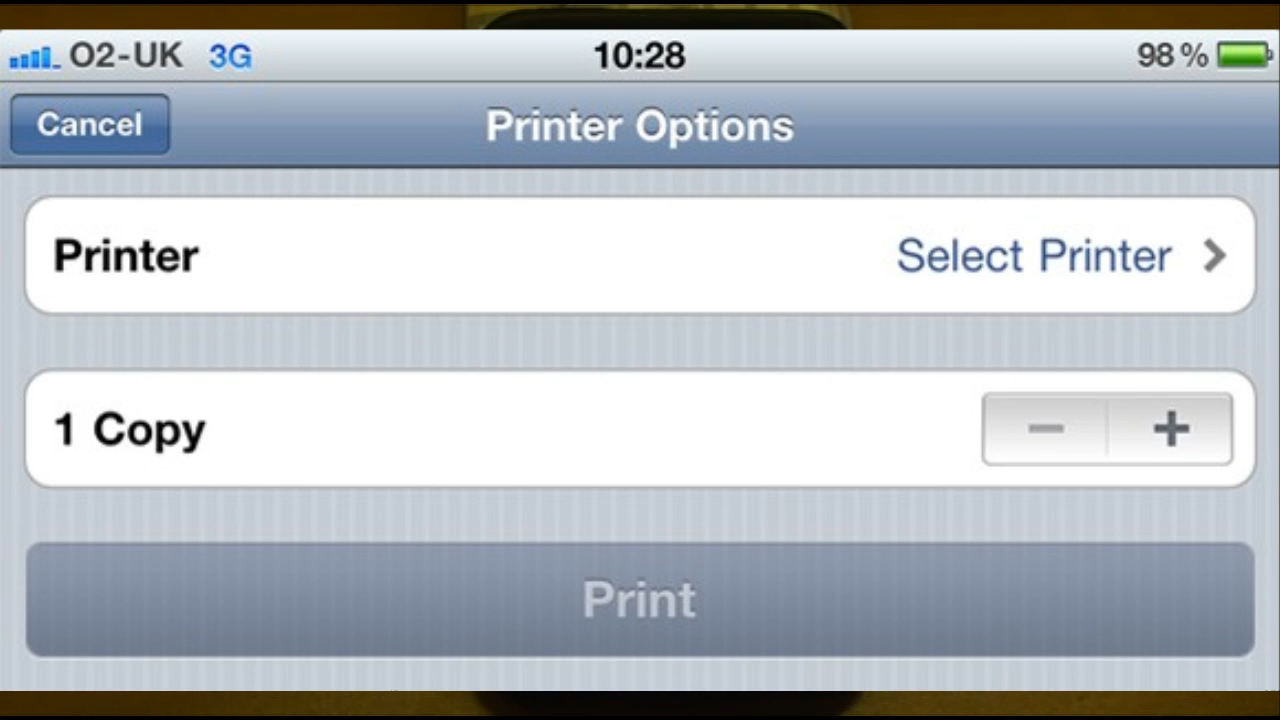 O2-UK 3G 10:28 98%
Cancel Printer Options
Printer Select Printer
1 Copy − +
Print